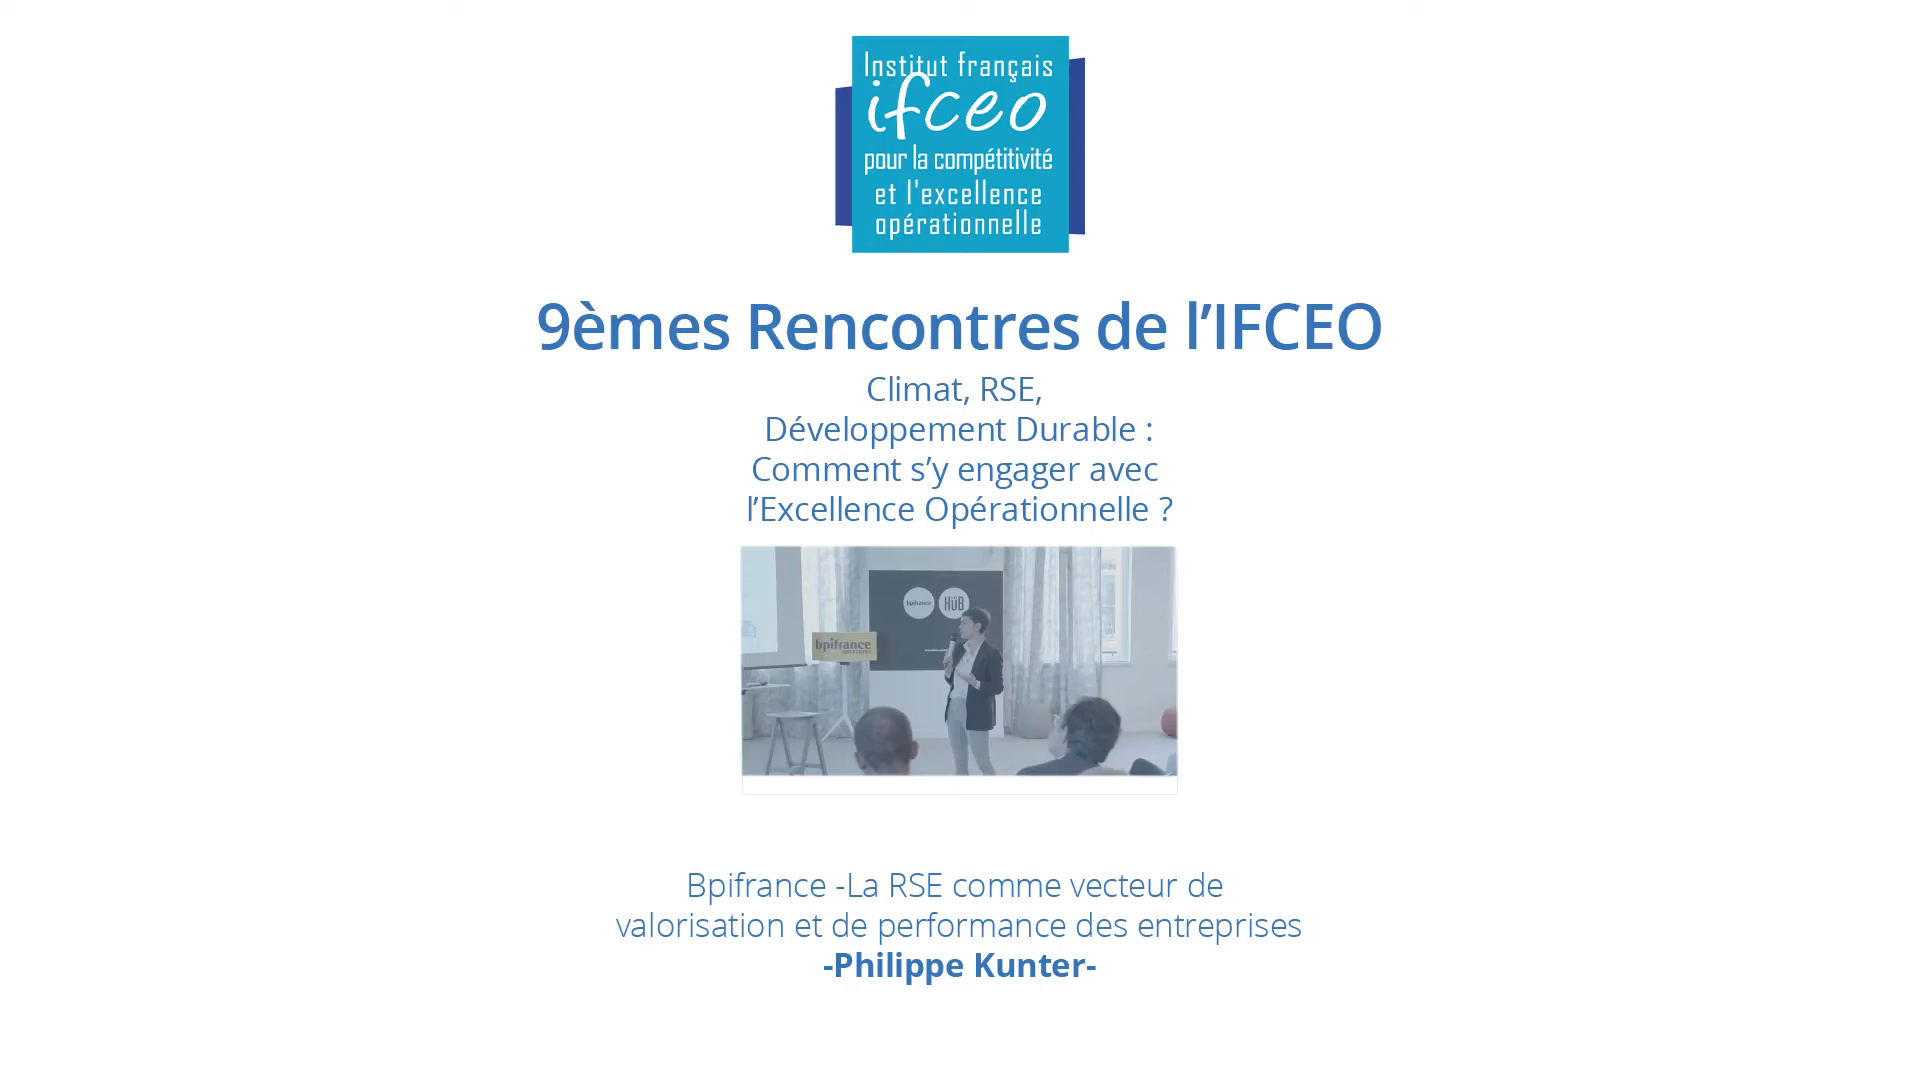 Institut français
ifceo
pour la compétitivité
et l'excellence
opérationnelle
9èmes Rencontres de l’IFCEO
Climat, RSE,
Développement Durable :
Comment s’y engager avec
l’Excellence Opérationnelle ?
bpifrance
HUB
bpifrance
Bpifrance -La RSE comme vecteur de
valorisation et de performance des entreprises
-Philippe Kunter-